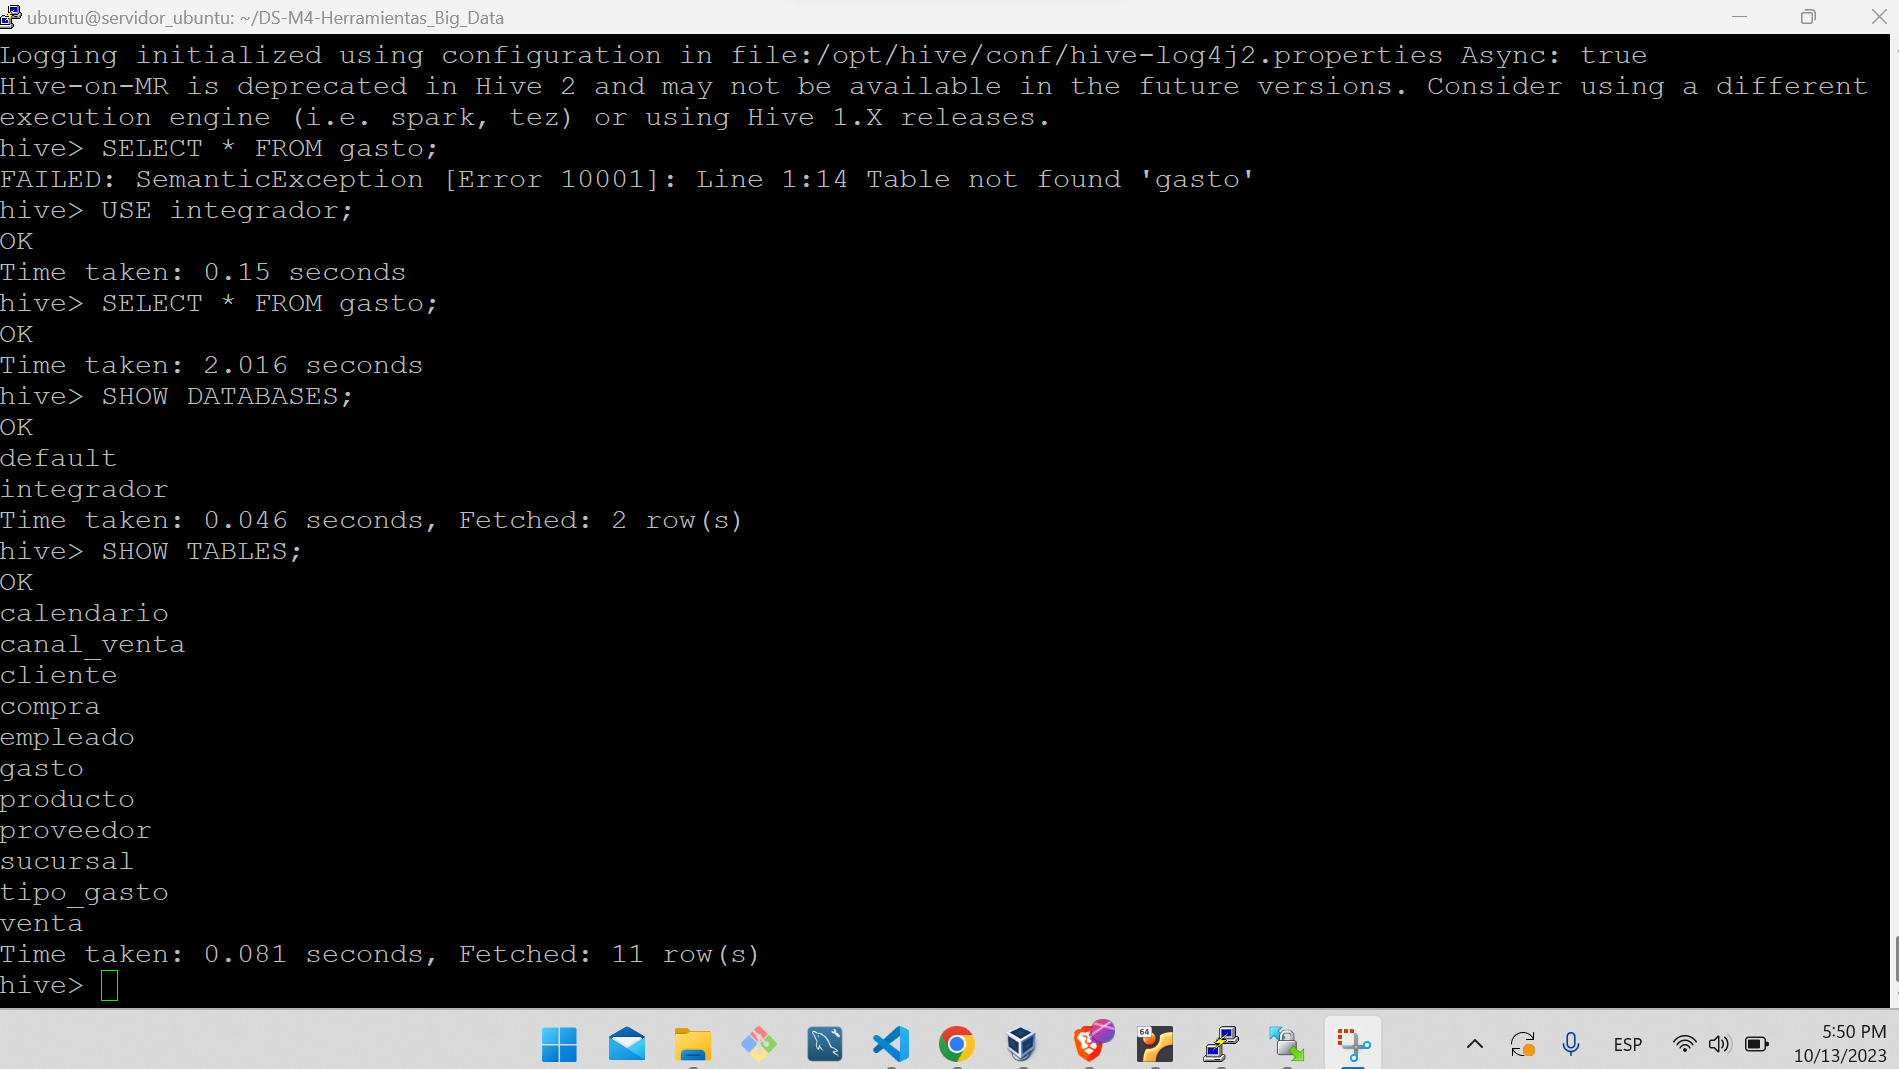 ubuntu@servidor_ubuntu: ~/DS-M4-Herramientas_Big_Data
Logging initialized using configuration in file:/opt/hive/conf/hive-log4j2.properties Async: true
Hive-on-MR is deprecated in Hive 2 and may not be available in the future versions. Consider using a different
execution engine (i.e. spark, tez) or using Hive 1.X releases.
hive> SELECT * FROM gasto;
FAILED: SemanticException [Error 10001]: Line 1:14 Table not found 'gasto'
hive> USE integrador;
OK
Time taken: 0.15 seconds
hive> SELECT * FROM gasto;
OK
Time taken: 2.016 seconds
hive> SHOW DATABASES;
OK
default
integrador
Time taken: 0.046 seconds, Fetched: 2 row(s)
hive> SHOW TABLES;
OK
calendario
canal_venta
cliente
compra
empleado
gasto
producto
proveedor
sucursal
tipo_gasto
venta
Time taken: 0.081 seconds, Fetched: 11 row(s)
hive>
64
ESP
5:50 PM
10/13/2023